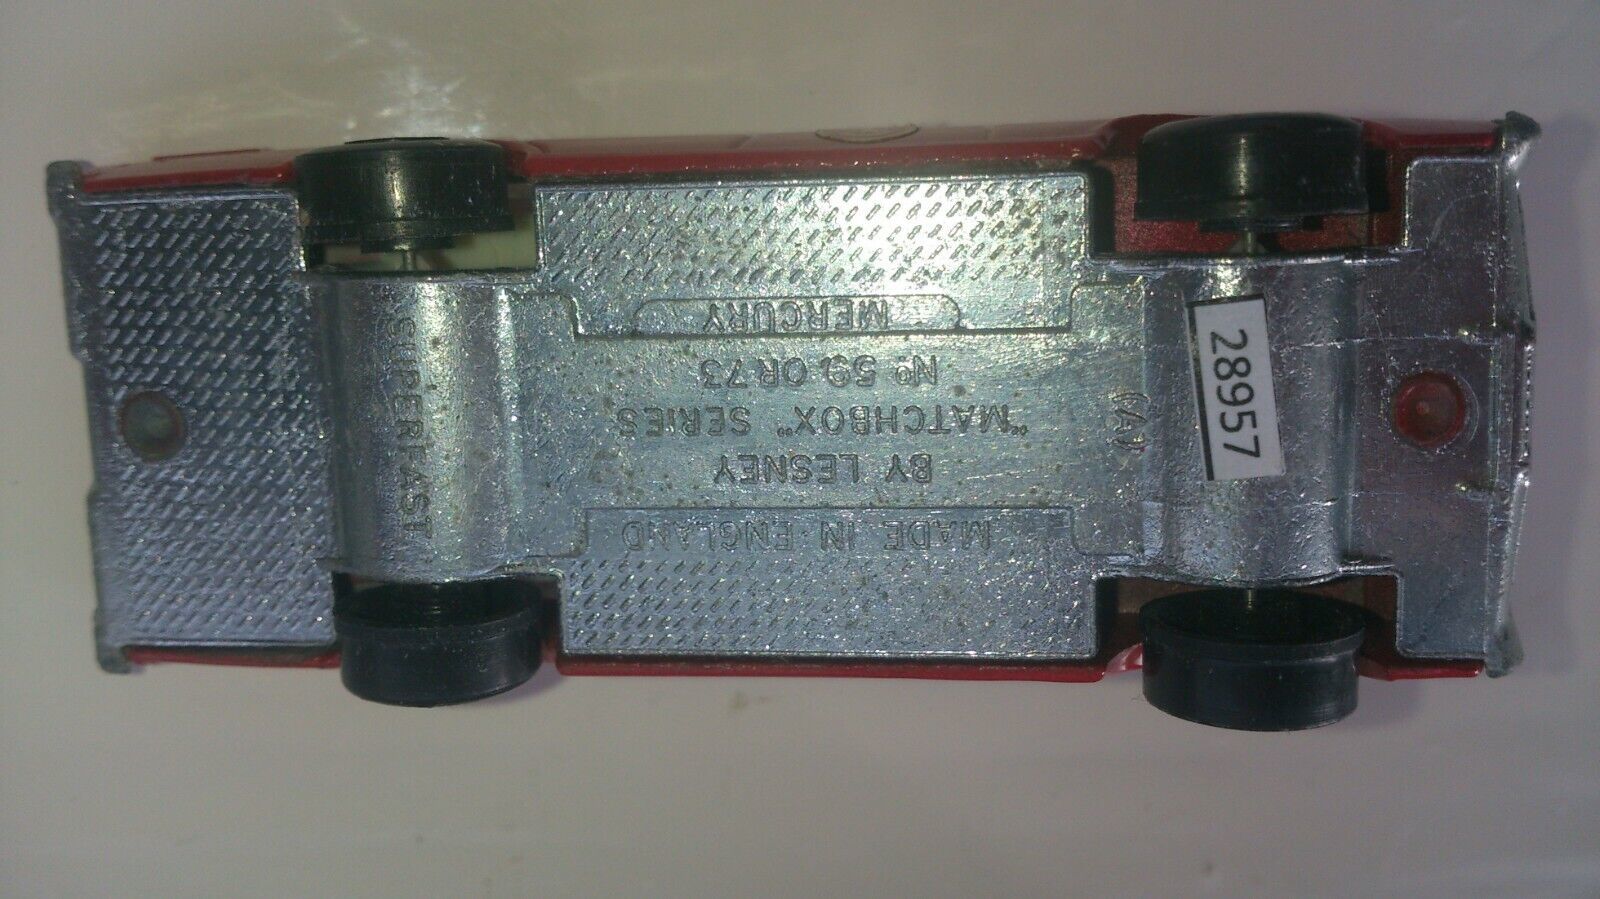 MERCURY
Nº 59, OR 73
"MATCHBOX" SERIES
BY LESNEY
MADE IN ENGLAND
SUPERFAST
(A)
28957